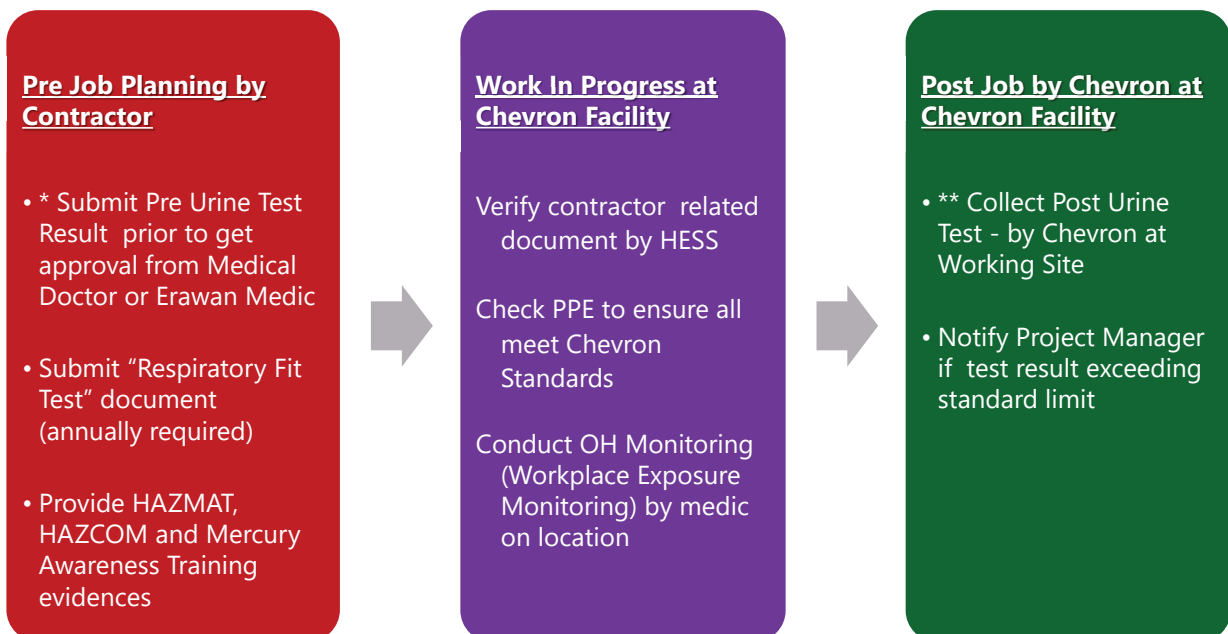 Pre Job Planning by
Contractor
• * Submit Pre Urine Test
Result prior to get
approval from Medical
Doctor or Erawan Medic
• Submit “Respiratory Fit
Test” document
(annually required)
• Provide HAZMAT,
HAZCOM and Mercury
Awareness Training
evidences
Work In Progress at
Chevron Facility
Verify contractor related
document by HESS
Check PPE to ensure all
meet Chevron
Standards
Conduct OH Monitoring
(Workplace Exposure
Monitoring) by medic
on location
Post Job by Chevron at
Chevron Facility
• ** Collect Post Urine
Test - by Chevron at
Working Site
• Notify Project Manager
if test result exceeding
standard limit